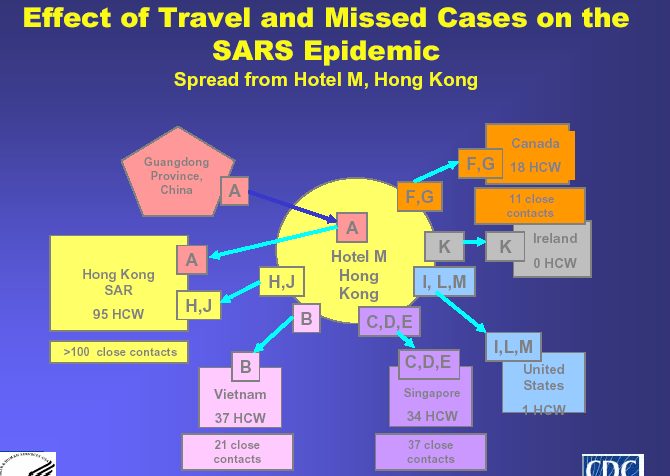 Effect of Travel and Missed Cases on the
SARS Epidemic
Spread from Hotel M, Hong Kong
Guangdong
Province,
China
A
A
Hotel M
Hong
Kong
F,G
F,G
Canada
18 HCW
11 close
contacts
K
K
Ireland
0 HCW
A
Hong Kong
SAR
95 HCW
H,J
H,J
>100 close contacts
I, L,M
I,L,M
United
States
1 HCW
B
B
Vietnam
37 HCW
21 close
contacts
C,D,E
C,D,E
Singapore
34 HCW
37 close
contacts
CDC